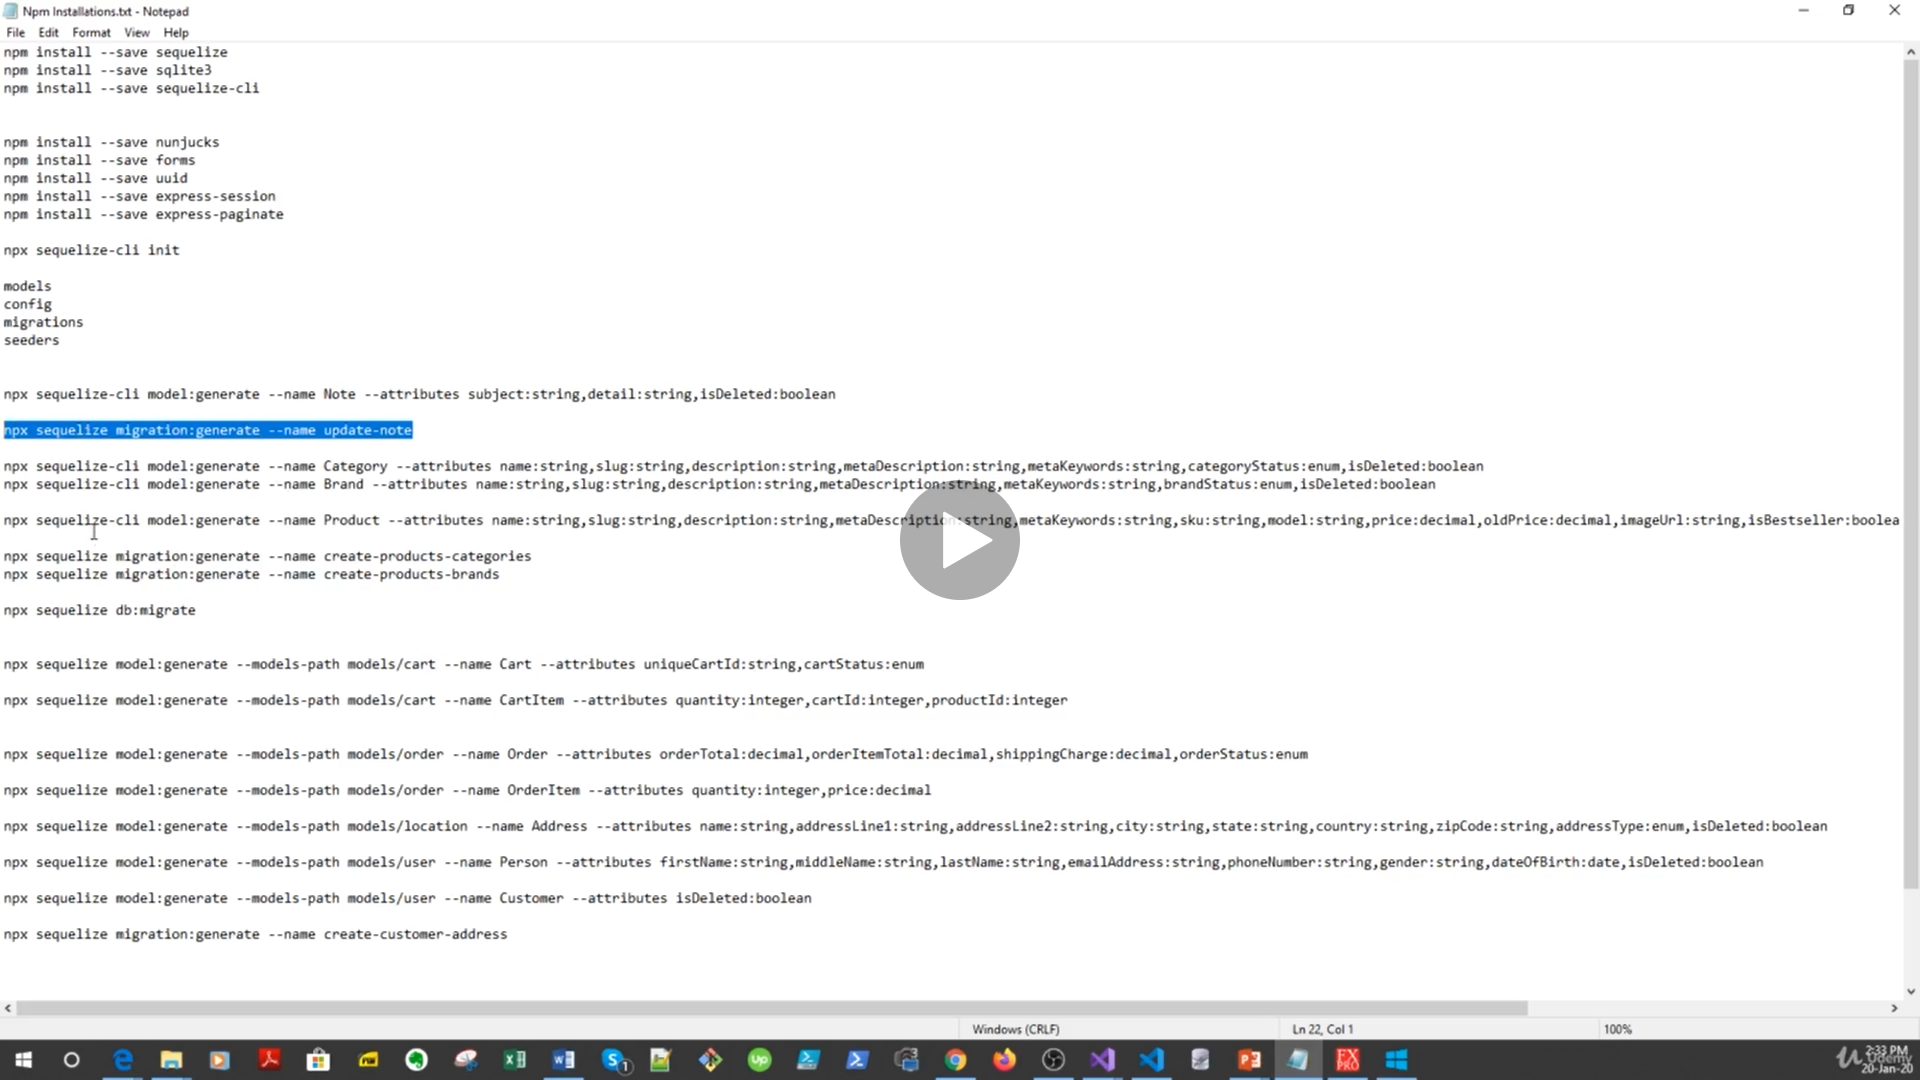 Npm Installations.txt - Notepad
File Edit Format View Help
npm install --save sequelize
npm install --save sqlite3
npm install --save sequelize-cli
npm install --save nunjucks
npm install --save forms
npm install --save uuid
npm install --save express-session
npm install --save express-paginate
npx sequelize-cli init
models
config
migrations
seeders
npx sequelize-cli model:generate --name Note --attributes subject:string,detail:string,isDeleted:boolean
npx sequelize migration:generate --name update-note
npx sequelize-cli model:generate --name Category --attributes name:string,slug:string,description:string,metaDescription:string,metaKeywords:string,categoryStatus:enum,isDeleted:boolean
npx sequelize-cli model:generate --name Brand --attributes name:string,slug:string,description:string,metaDescription:string,metaKeywords:string,brandStatus:enum,isDeleted:boolean
npx sequelize-cli model:generate --name Product --attributes name:string,slug:string,description:string,metaDescription:string,metaKeywords:string,sku:string,model:string,price:decimal,oldPrice:decimal,imageUrl:string,isBestseller:boolea
npx sequelize migration:generate --name create-products-categories
npx sequelize migration:generate --name create-products-brands
npx sequelize db:migrate
npx sequelize model:generate --models-path models/cart --name Cart --attributes uniqueCartId:string,cartStatus:enum
npx sequelize model:generate --models-path models/cart --name CartItem --attributes quantity:integer,cartId:integer,productId:integer
npx sequelize model:generate --models-path models/order --name Order --attributes orderTotal:decimal,orderItemTotal:decimal,shippingCharge:decimal,orderStatus:enum
npx sequelize model:generate --models-path models/order --name OrderItem --attributes quantity:integer,price:decimal
npx sequelize model:generate --models-path models/location --name Address --attributes name:string,addressLine1:string,addressLine2:string,city:string,state:string,country:string,zipCode:string,addressType:enum,isDeleted:boolean
npx sequelize model:generate --models-path models/user --name Person --attributes firstName:string,middleName:string,lastName:string,emailAddress:string,phoneNumber:string,gender:string,dateOfBirth:date,isDeleted:boolean
npx sequelize model:generate --models-path models/user --name Customer --attributes isDeleted:boolean
npx sequelize migration:generate --name create-customer-address
Windows (CRLF) Ln 22, Col 1 100%
2:33 PM
Udemy
20-Jan-20